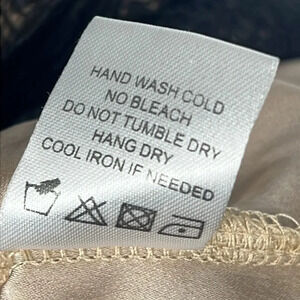 HAND WASH COLD
NO BLEACH
DO NOT TUMBLE DRY
HANG DRY
COOL IRON IF NEEDED